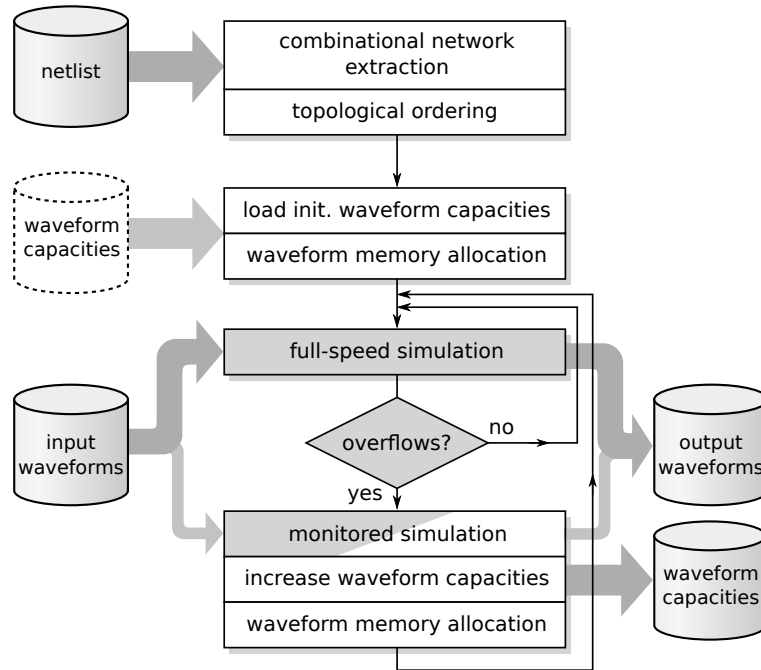 netlist
combinational network
extraction
topological ordering
waveform
capacities
load init. waveform capacities
waveform memory allocation
full-speed simulation
input
waveforms
overflows?
no
yes
output
waveforms
monitored simulation
increase waveform capacities
waveform memory allocation
waveform
capacities